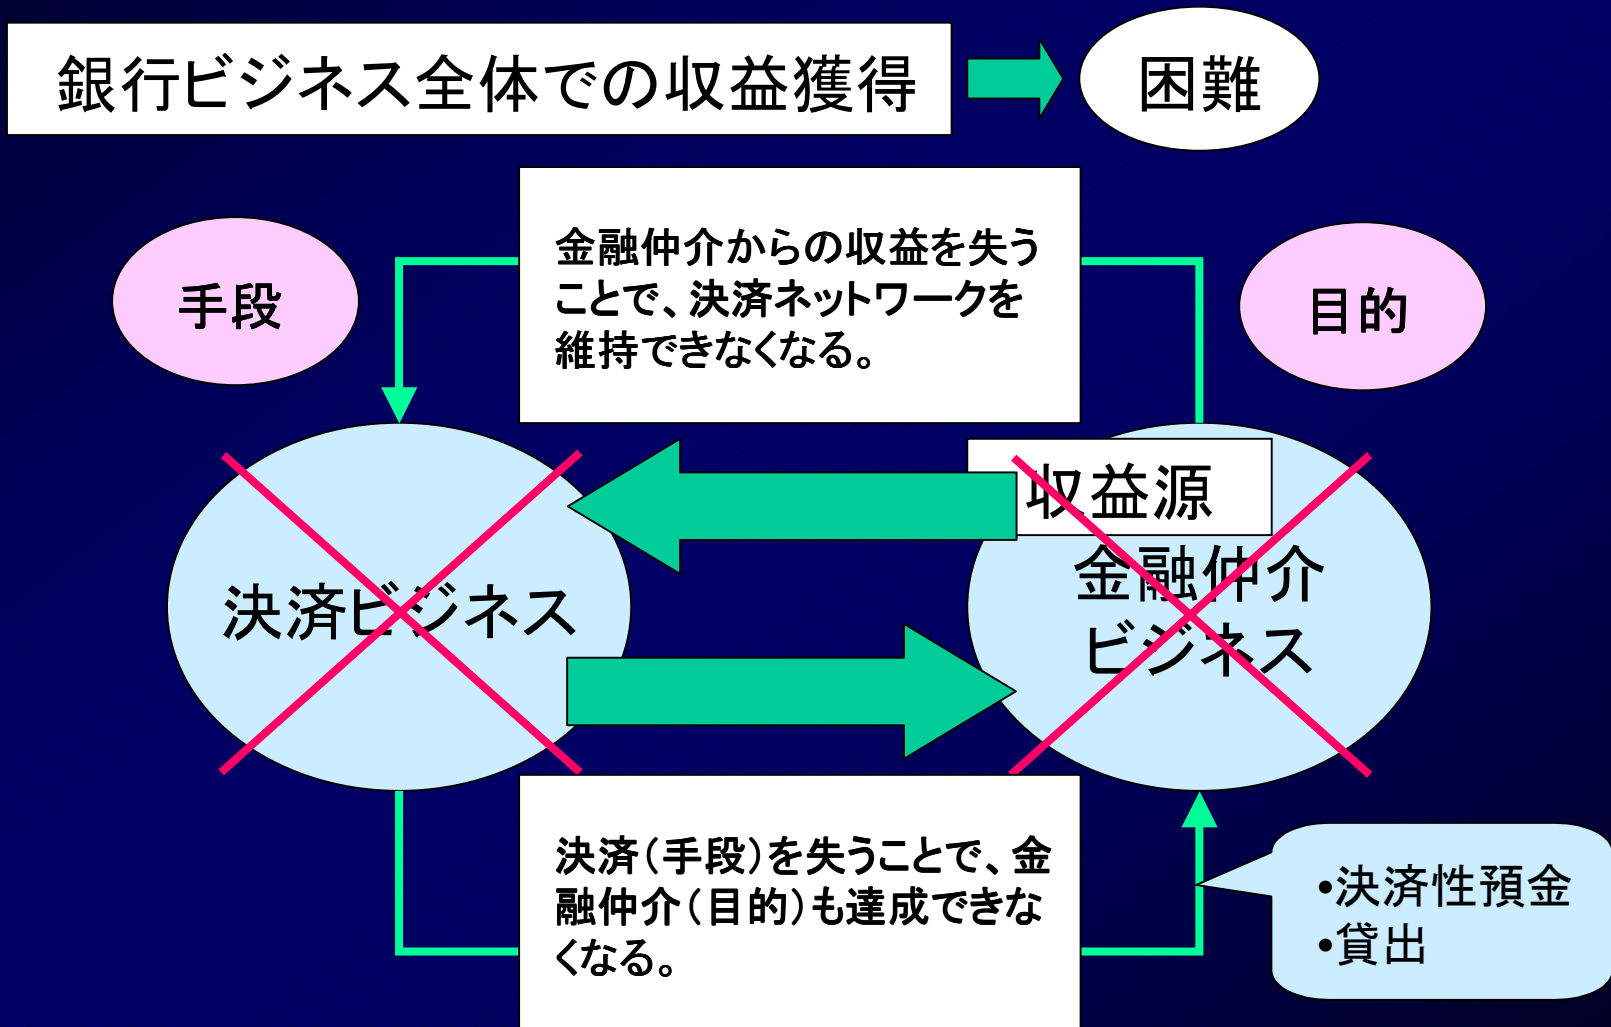 銀行ビジネス全体での収益獲得
困難
金融仲介からの収益を失う
ことで、決済ネットワークを
維持できなくなる。
手段
目的
収益源
決済ビジネス
金融仲介
ビジネス
決済（手段）を失うことで、金
融仲介（目的）も達成できな
くなる。
•決済性預金
•貸出